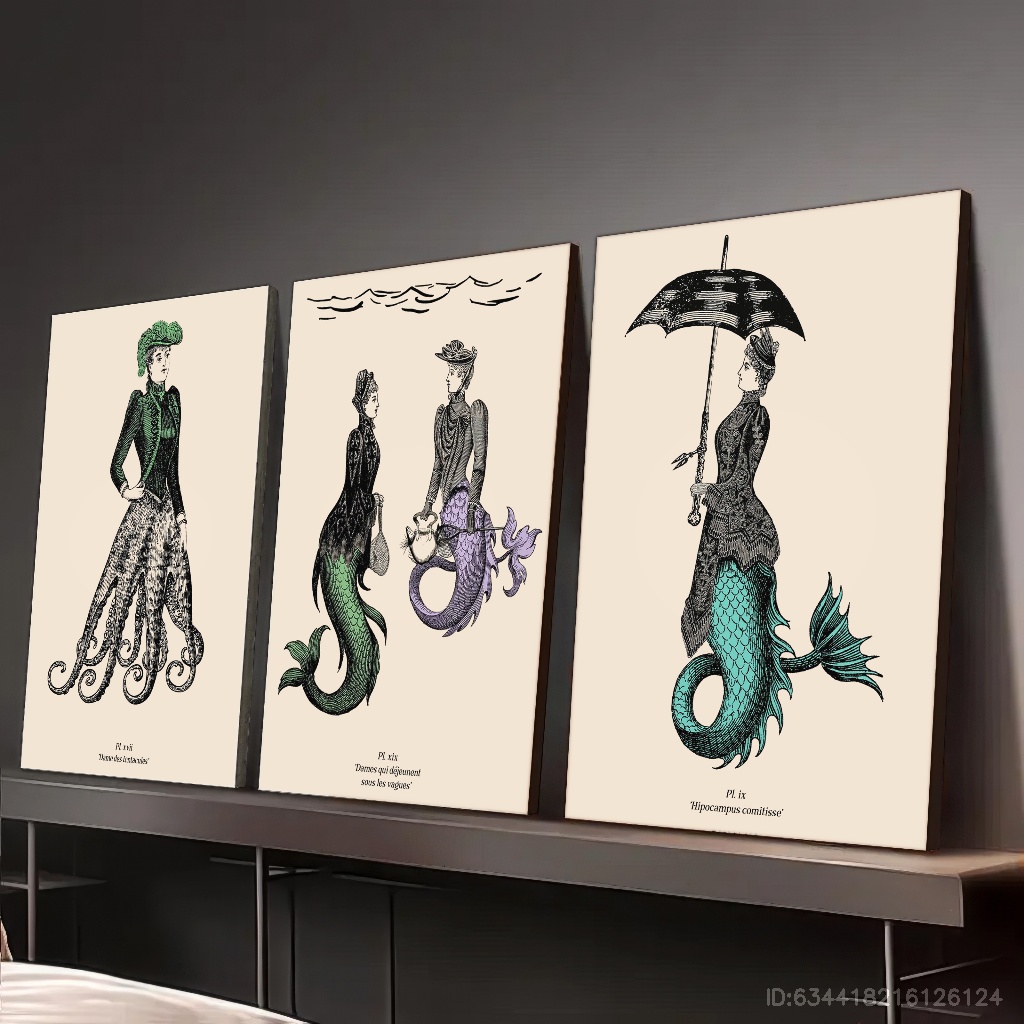 Pl. xvii
'Dame des tentacules'
Pl. xix
'Dames qui déjeunent
sous les vagues'
Pl. ix
'Hipocampus comitisse'
ID:634418216126124